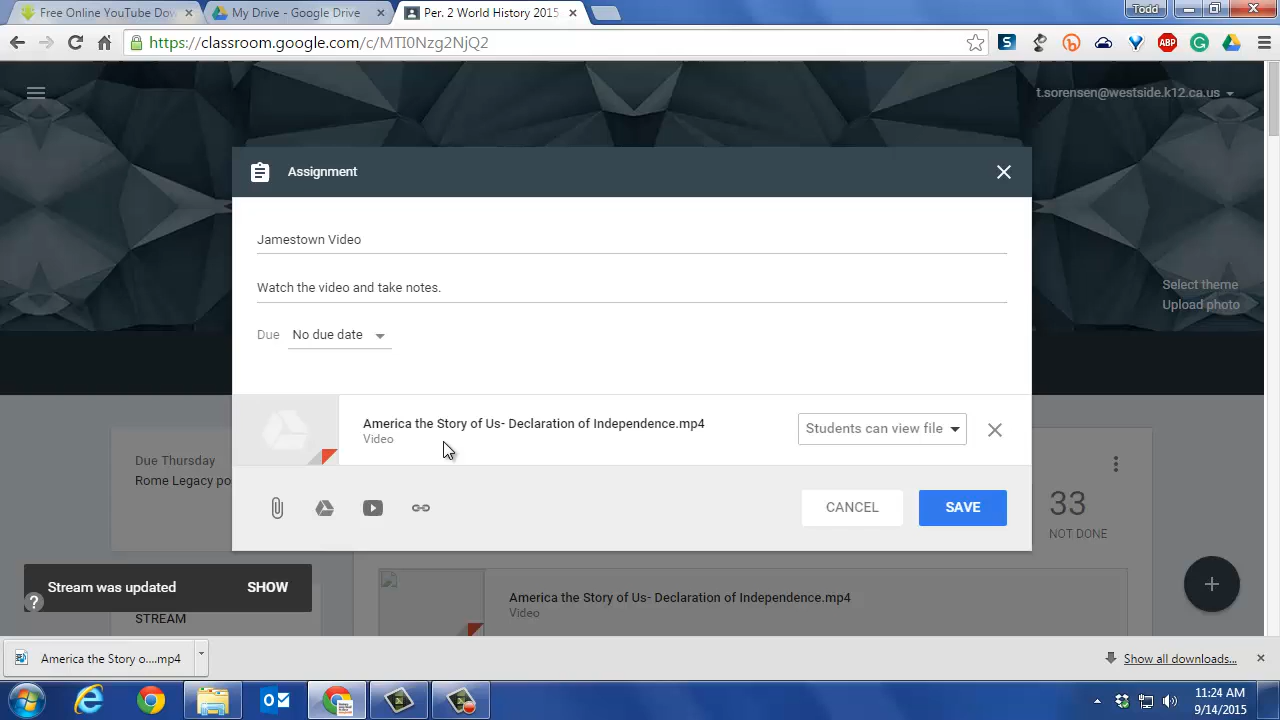 Free Online YouTube Dow
My Drive - Google Drive
Per. 2 World History 2015
Todd
https://classroom.google.com/c/MTI0Nzg2NjQ2
S
ABP
t.sorensen@westside.k12.ca.us
Assignment
Jamestown Video
Watch the video and take notes.
Select theme
Upload photo
Due No due date
America the Story of Us- Declaration of Independence.mp4
Video
Students can view file
Due Thursday
Rome Legacy po
33
NOT DONE
CANCEL
SAVE
Stream was updated SHOW
?
STREAM
America the Story of Us- Declaration of Independence.mp4
Video
America the Story o....mp4
Show all downloads...
11:24 AM
9/14/2015